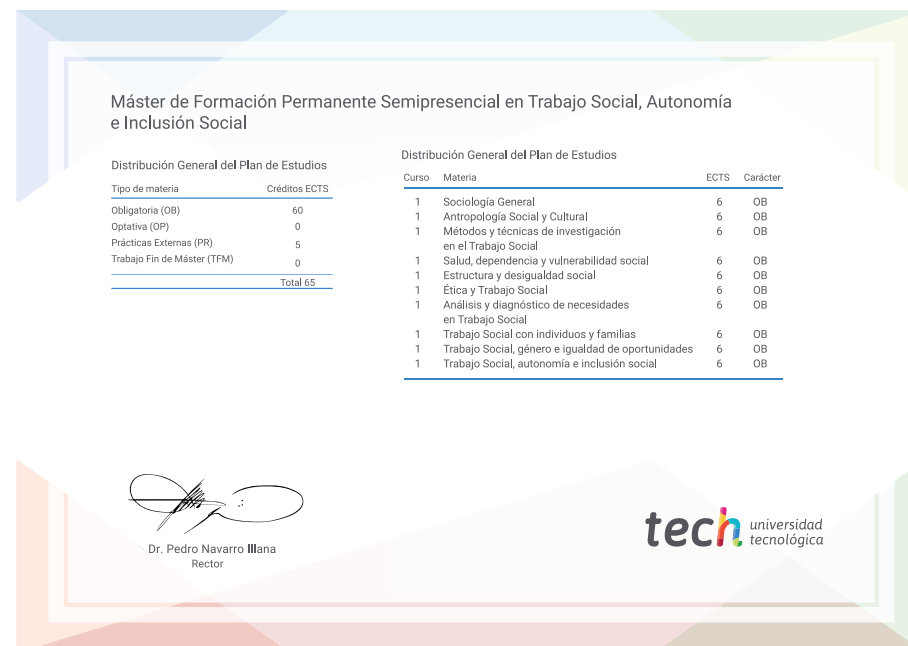 Máster de Formación Permanente Semipresencial en Trabajo Social, Autonomía
e Inclusión Social
Distribución General del Plan de Estudios
Tipo de materia Créditos ECTS
Obligatoria (OB) 60
Optativa (OP) 0
Prácticas Externas (PR) 5
Trabajo Fin de Máster (TFM) 0
Total 65
Distribución General del Plan de Estudios
Curso Materia ECTS Carácter
1 Sociología General 6 OB
1 Antropología Social y Cultural 6 OB
1 Métodos y técnicas de investigación 6 OB
en el Trabajo Social
1 Salud, dependencia y vulnerabilidad social 6 OB
1 Estructura y desigualdad social 6 OB
1 Ética y Trabajo Social 6 OB
1 Análisis y diagnóstico de necesidades 6 OB
en Trabajo Social
1 Trabajo Social con individuos y familias 6 OB
1 Trabajo Social, género e igualdad de oportunidades 6 OB
1 Trabajo Social, autonomía e inclusión social 6 OB
Dr. Pedro Navarro Illana
Rector
tech universidad
tecnológica